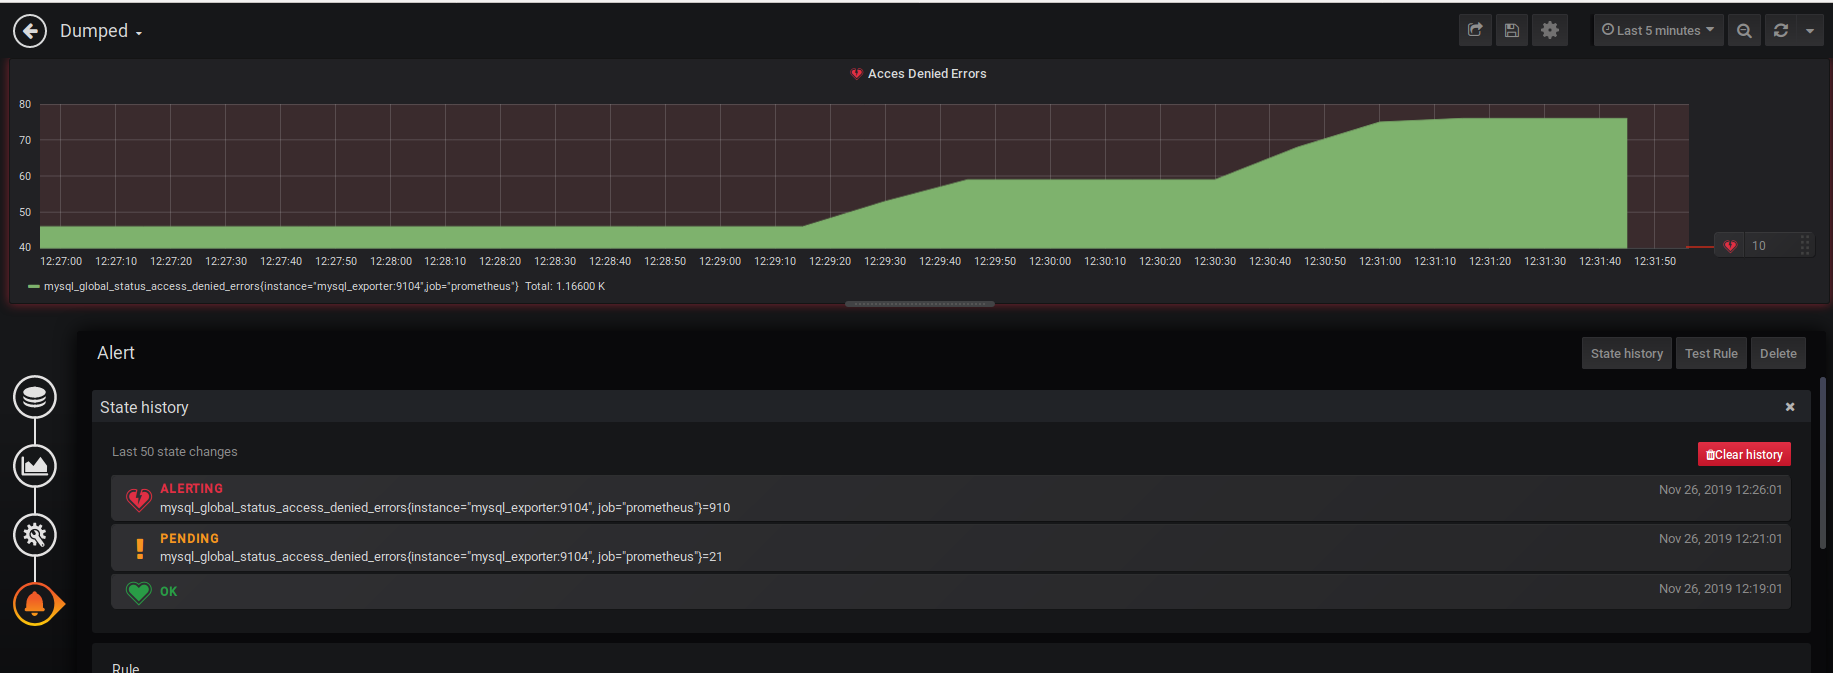 Dumped
Last 5 minutes
Acces Denied Errors
80
70
60
50
40
10
12:27:00 12:27:10 12:27:20 12:27:30 12:27:40 12:27:50 12:28:00 12:28:10 12:28:20 12:28:30 12:28:40 12:28:50 12:29:00 12:29:10 12:29:20 12:29:30 12:29:40 12:29:50 12:30:00 12:30:10 12:30:20 12:30:30 12:30:40 12:30:50 12:31:00 12:31:10 12:31:20 12:31:30 12:31:40 12:31:50
mysql_global_status_access_denied_errors{instance="mysql_exporter:9104",job="prometheus"} Total: 1.16600 K
Alert
State history Test Rule Delete
State history
Last 50 state changes
Clear history
ALERTING
Nov 26, 2019 12:26:01
mysql_global_status_access_denied_errors{instance="mysql_exporter:9104", job="prometheus"}=910
PENDING
Nov 26, 2019 12:21:01
mysql_global_status_access_denied_errors{instance="mysql_exporter:9104", job="prometheus"}=21
OK
Nov 26, 2019 12:19:01
Rule